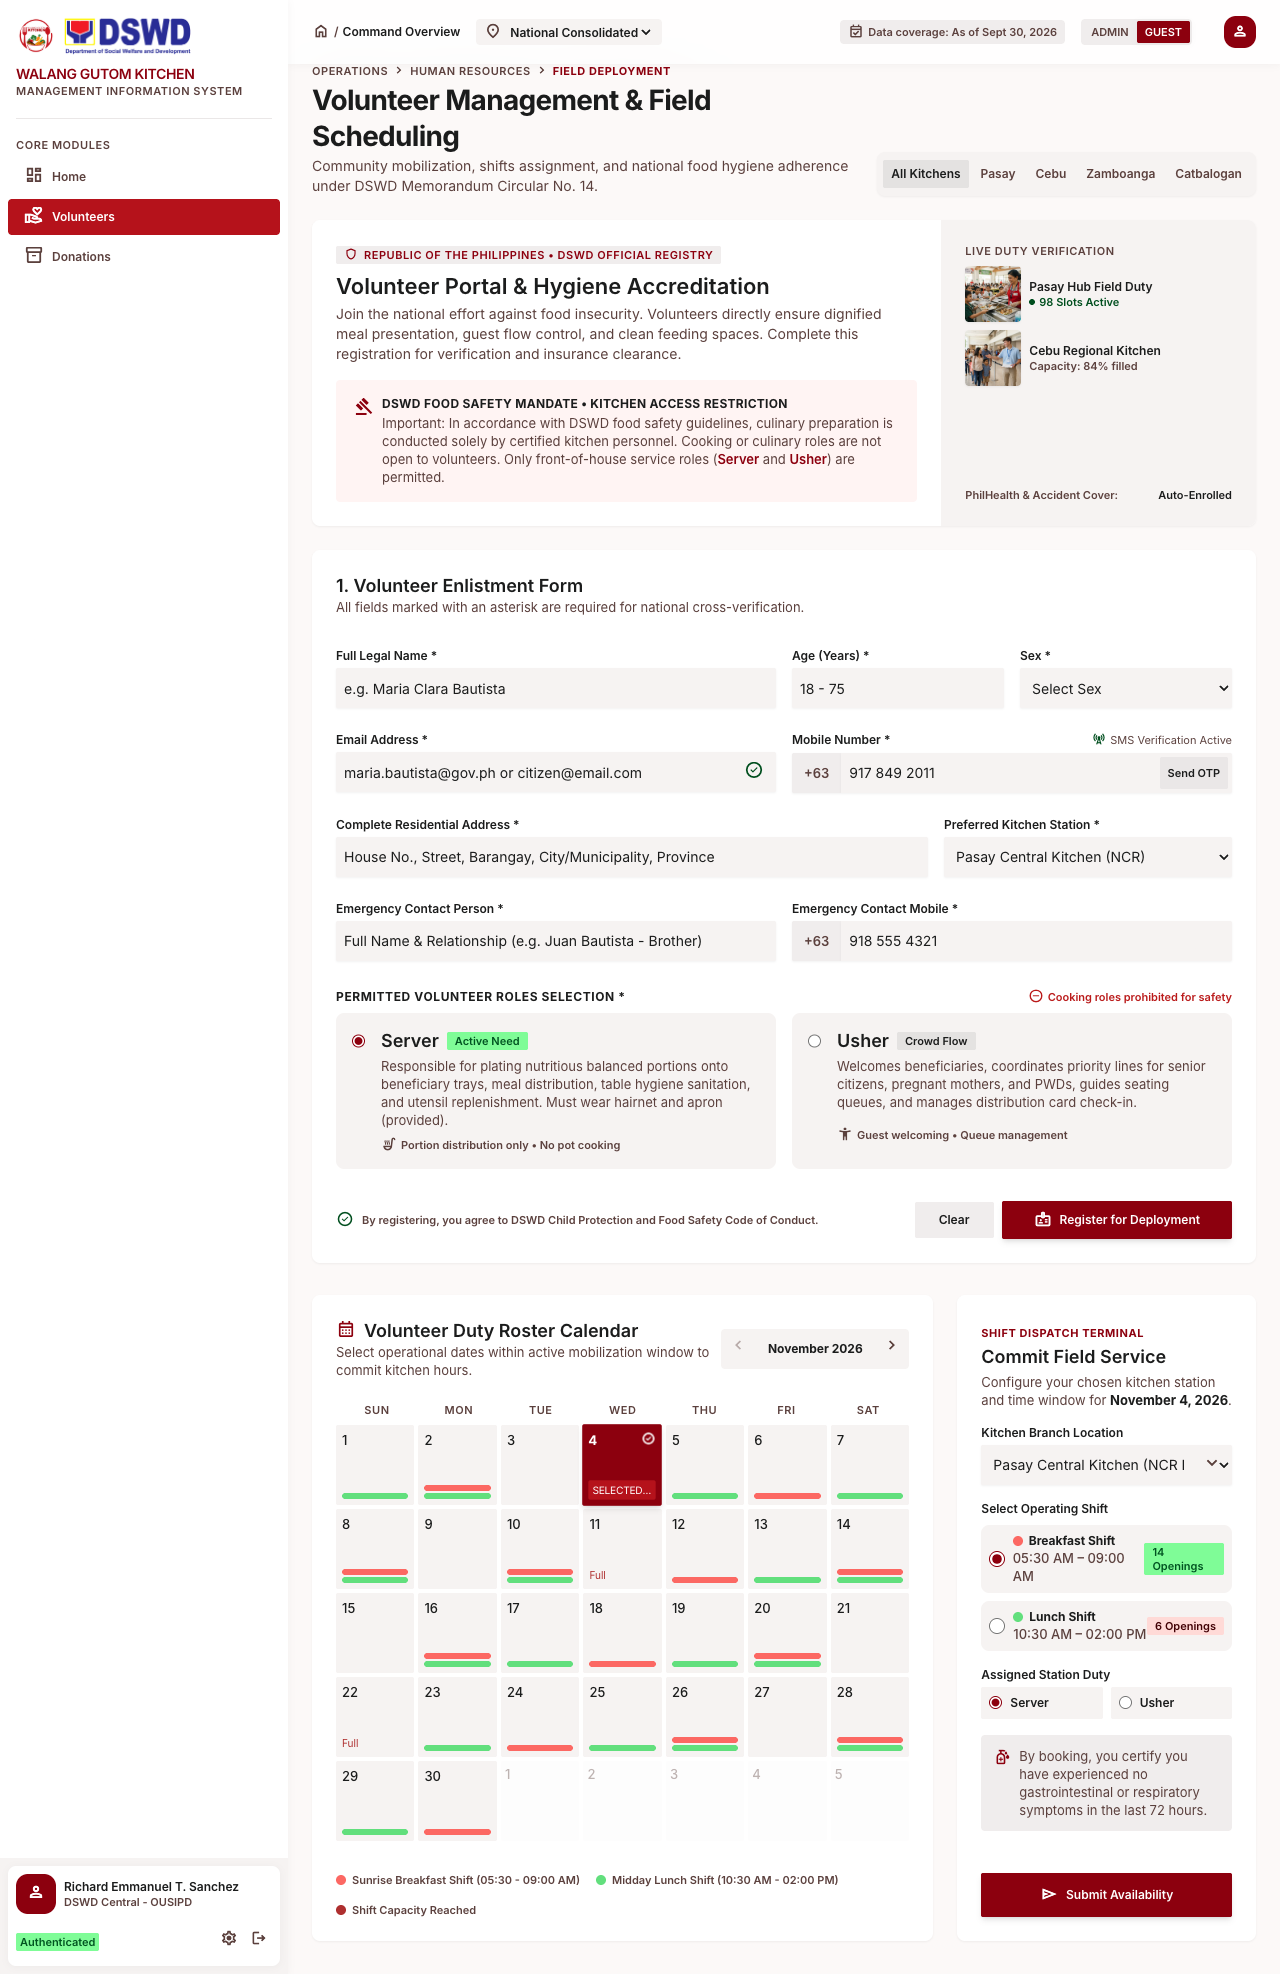 DSWD
Department of Social Welfare and Development
WALANG GUTOM KITCHEN
MANAGEMENT INFORMATION SYSTEM
CORE MODULES
Home
Volunteers
Donations
/ Command Overview
National Consolidated
Data coverage: As of Sept 30, 2026
ADMIN GUEST
OPERATIONS > HUMAN RESOURCES > FIELD DEPLOYMENT
Volunteer Management & Field
Scheduling
Community mobilization, shifts assignment, and national food hygiene adherence
under DSWD Memorandum Circular No. 14.
All Kitchens Pasay Cebu Zamboanga Catbalogan
REPUBLIC OF THE PHILIPPINES • DSWD OFFICIAL REGISTRY
Volunteer Portal & Hygiene Accreditation
Join the national effort against food insecurity. Volunteers directly ensure dignified
meal presentation, guest flow control, and clean feeding spaces. Complete this
registration for verification and insurance clearance.
DSWD FOOD SAFETY MANDATE • KITCHEN ACCESS RESTRICTION
Important: In accordance with DSWD food safety guidelines, culinary preparation is
conducted solely by certified kitchen personnel. Cooking or culinary roles are not
open to volunteers. Only front-of-house service roles (Server and Usher) are
permitted.
LIVE DUTY VERIFICATION
Pasay Hub Field Duty
98 Slots Active
Cebu Regional Kitchen
Capacity: 84% filled
PhilHealth & Accident Cover: Auto-Enrolled
1. Volunteer Enlistment Form
All fields marked with an asterisk are required for national cross-verification.
Full Legal Name * Age (Years) * Sex *
e.g. Maria Clara Bautista 18 - 75 Select Sex
Email Address * Mobile Number * SMS Verification Active
maria.bautista@gov.ph or citizen@email.com +63 917 849 2011 Send OTP
Complete Residential Address * Preferred Kitchen Station *
House No., Street, Barangay, City/Municipality, Province Pasay Central Kitchen (NCR)
Emergency Contact Person * Emergency Contact Mobile *
Full Name & Relationship (e.g. Juan Bautista - Brother) +63 918 555 4321
PERMITTED VOLUNTEER ROLES SELECTION * Cooking roles prohibited for safety
Server Active Need
Responsible for plating nutritious balanced portions onto
beneficiary trays, meal distribution, table hygiene sanitation,
and utensil replenishment. Must wear hairnet and apron
(provided).
Portion distribution only • No pot cooking
Usher Crowd Flow
Welcomes beneficiaries, coordinates priority lines for senior
citizens, pregnant mothers, and PWDs, guides seating
queues, and manages distribution card check-in.
Guest welcoming • Queue management
By registering, you agree to DSWD Child Protection and Food Safety Code of Conduct.
Clear Register for Deployment
Volunteer Duty Roster Calendar
Select operational dates within active mobilization window to
commit kitchen hours.
November 2026
SUN MON TUE WED THU FRI SAT
1 2 3 4 5 6 7
SELECTED...
8 9 10 11 12 13 14
Full
15 16 17 18 19 20 21
22 23 24 25 26 27 28
Full
29 30 1 2 3 4 5
Sunrise Breakfast Shift (05:30 - 09:00 AM) Midday Lunch Shift (10:30 AM - 02:00 PM)
Shift Capacity Reached
SHIFT DISPATCH TERMINAL
Commit Field Service
Configure your chosen kitchen station
and time window for November 4, 2026.
Kitchen Branch Location
Pasay Central Kitchen (NCR
Select Operating Shift
Breakfast Shift
05:30 AM – 09:00
AM
14
Openings
Lunch Shift
10:30 AM – 02:00 PM
6 Openings
Assigned Station Duty
Server Usher
By booking, you certify you
have experienced no
gastrointestinal or respiratory
symptoms in the last 72 hours.
Submit Availability
Richard Emmanuel T. Sanchez
DSWD Central - OUSIPD
Authenticated